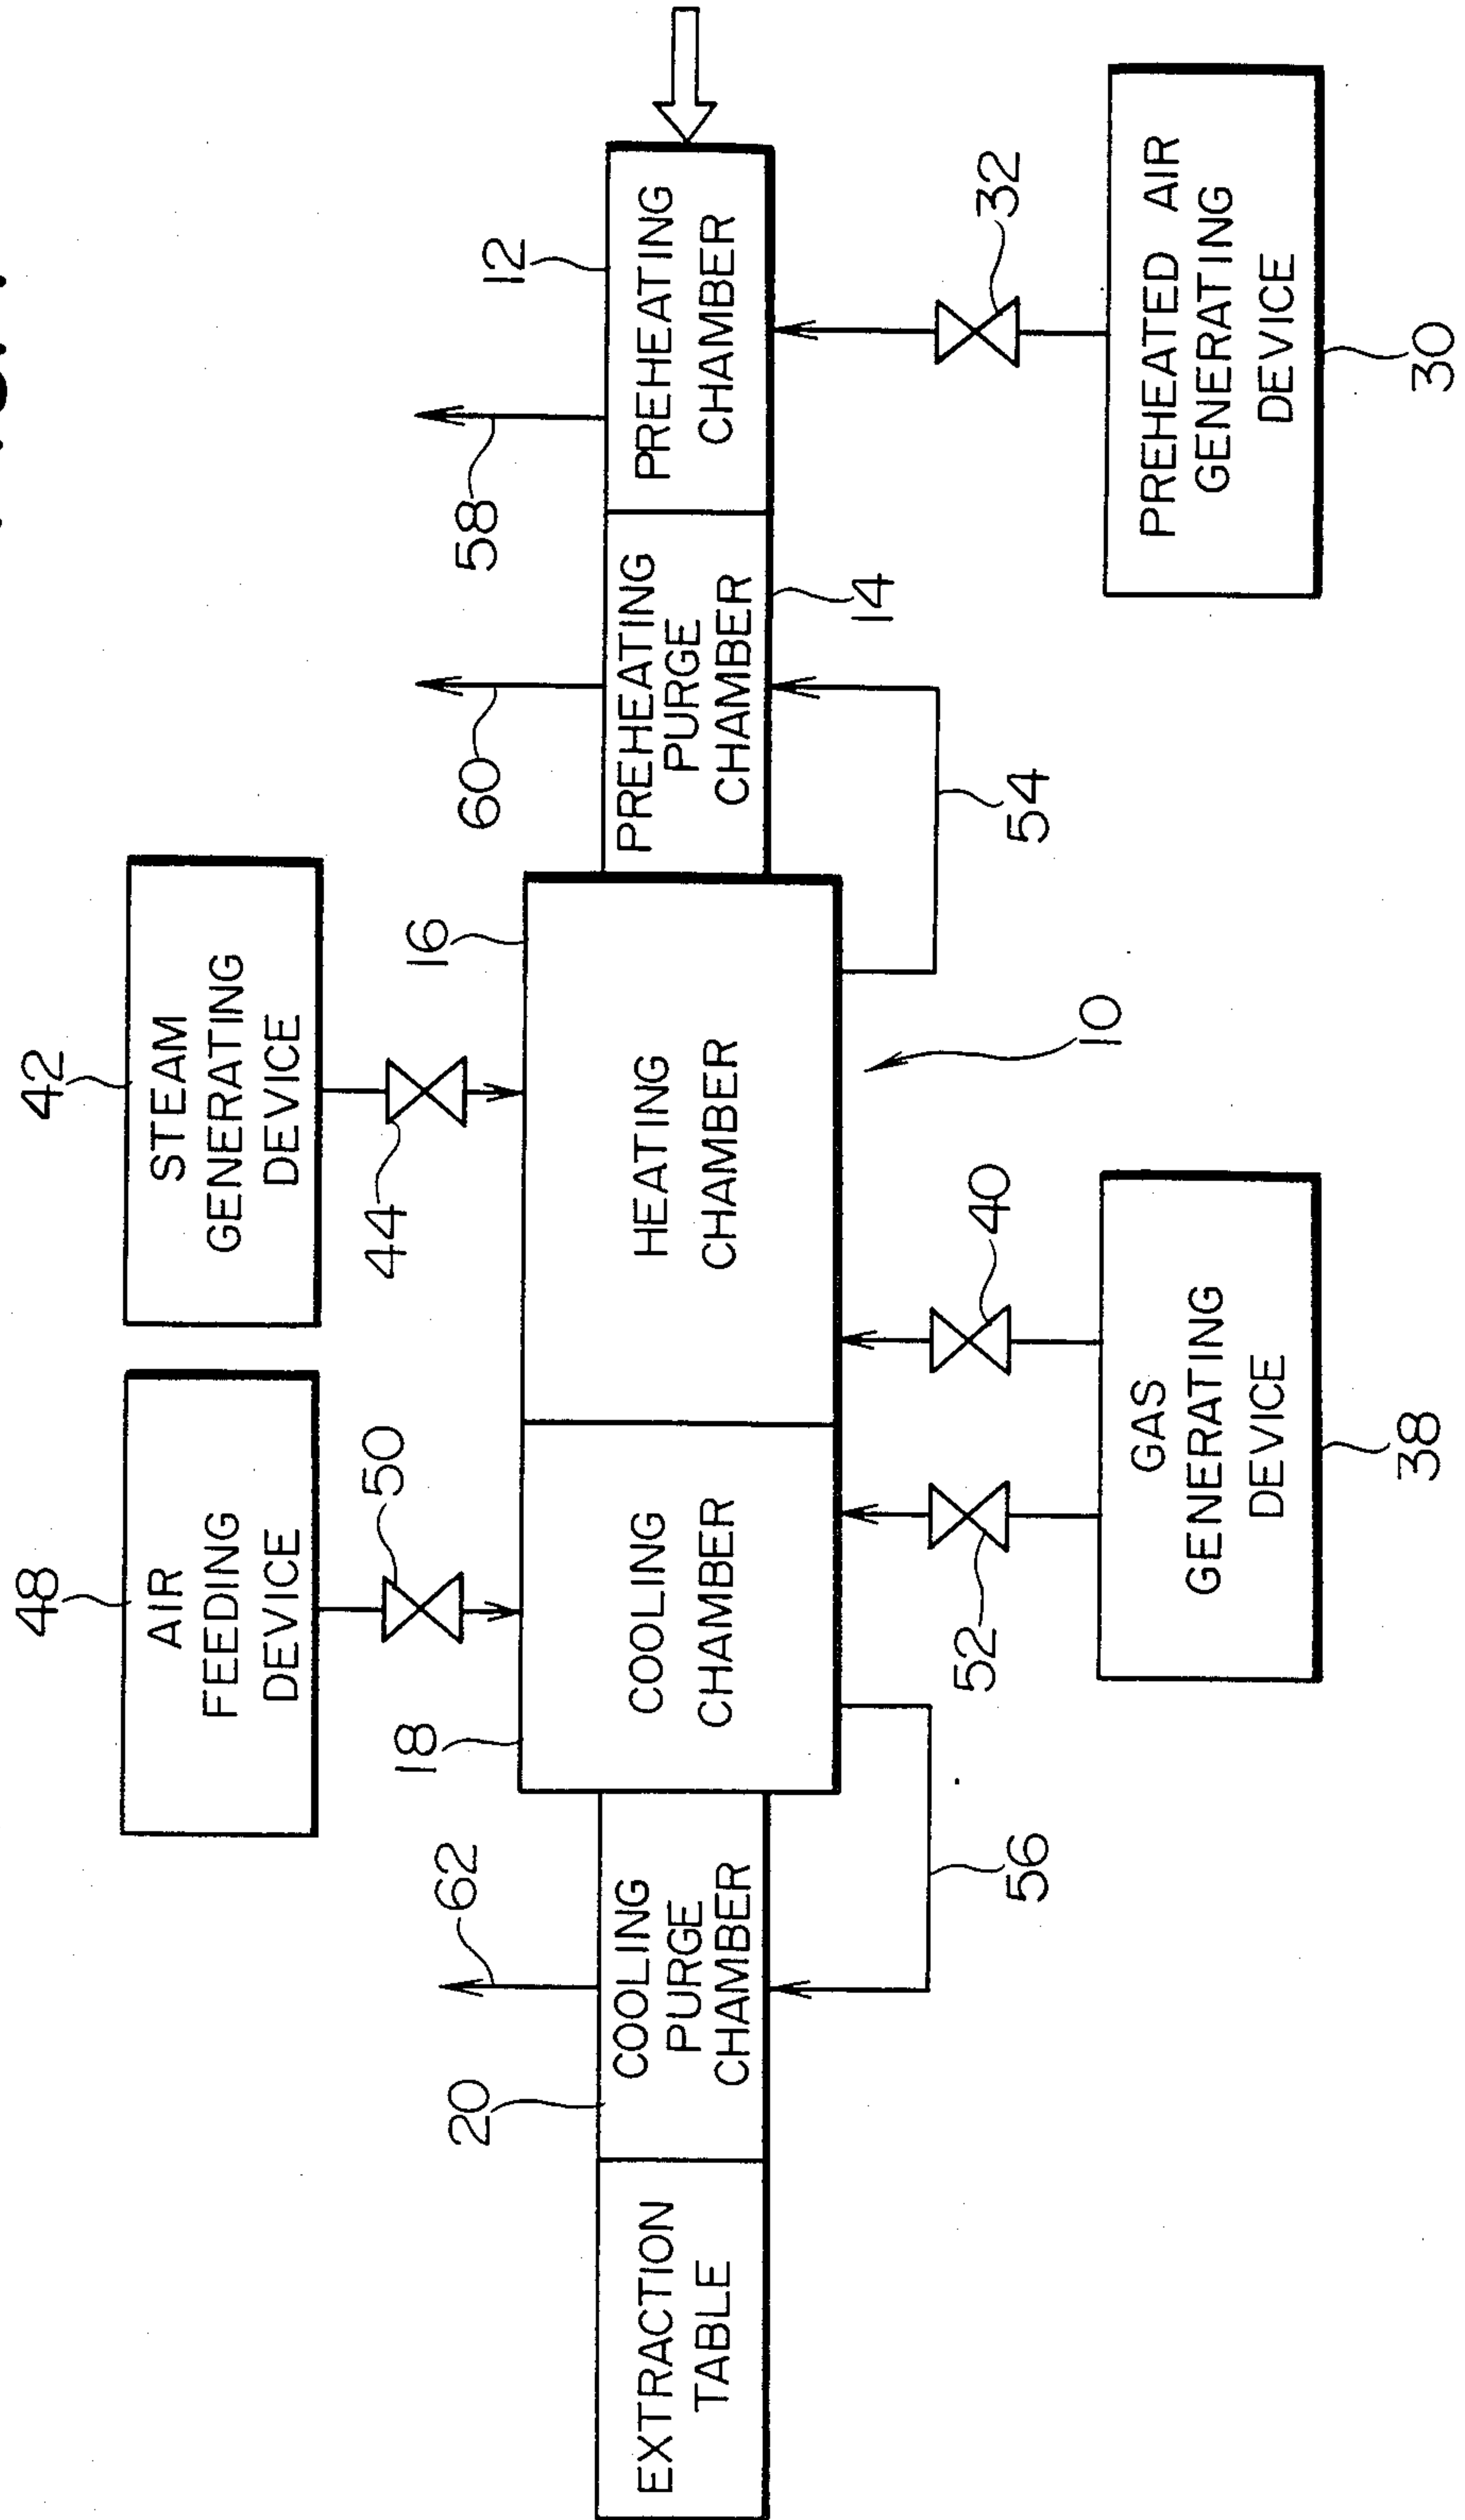 48
AIR
FEEDING
DEVICE
50
42
STEAM
GENERATING
DEVICE
44
62
20
18
16
60
58
12
EXTRACTION
TABLE
COOLING
PURGE
CHAMBER
COOLING
CHAMBER
HEATING
CHAMBER
PREHEATING
PURGE
CHAMBER
PREHEATING
CHAMBER
56
52
40
10
54
14
32
GAS
GENERATING
DEVICE
38
PREHEATED AIR
GENERATING
DEVICE
30